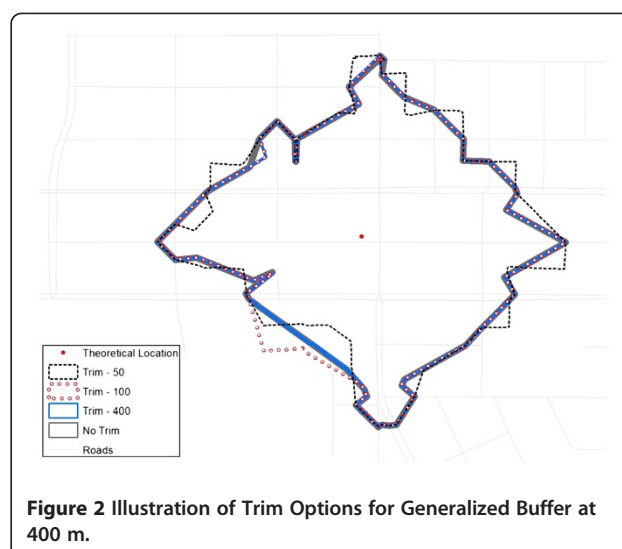 Theoretical Location
Trim - 50
Trim - 100
Trim - 400
No Trim
Roads
Figure 2 Illustration of Trim Options for Generalized Buffer at
400 m.